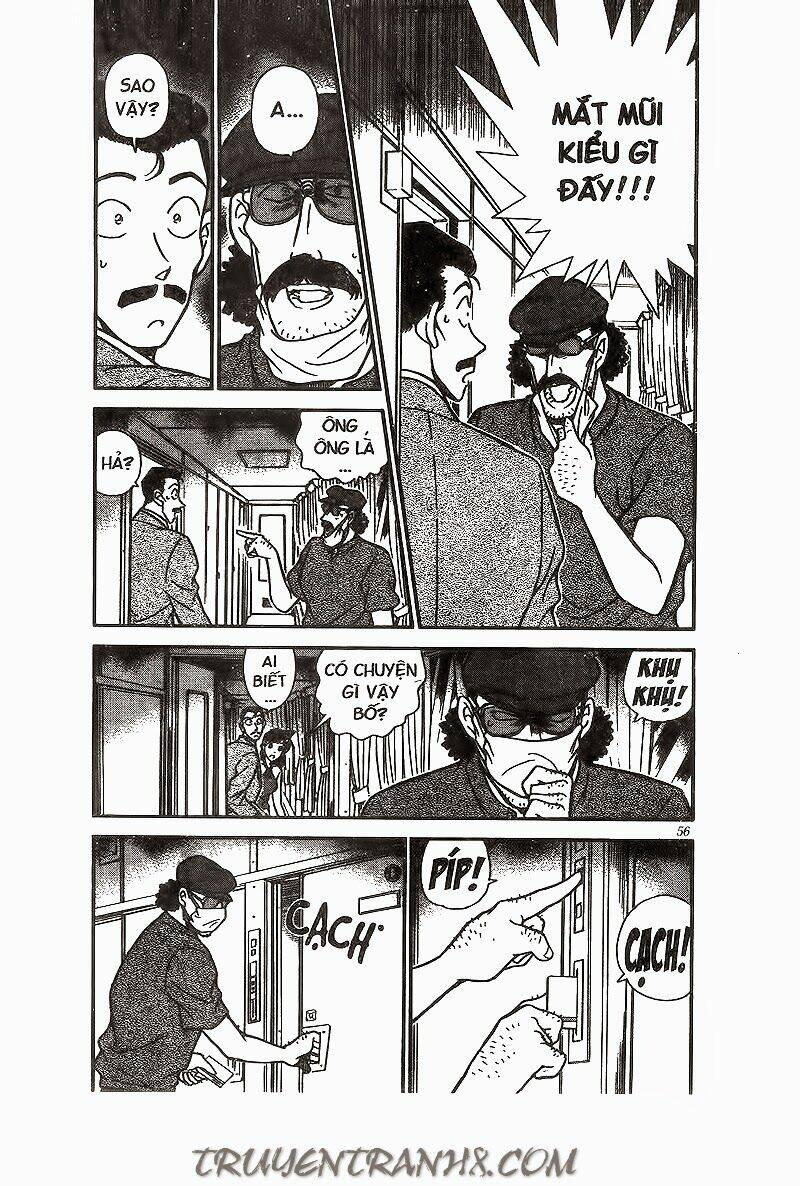 MẮT MŨI
KIỂU GÌ
ĐẤY!!!
A...
SAO
VẬY?
ÔNG,
ÔNG LÀ
...
HẢ?
KHỤ
KHỤ!
CÓ CHUYỆN
GÌ VẬY
BỐ?
AI
BIẾT
...
56
PÍP!
CẠCH!
CẠCH
TRUYENTRANH8.COM